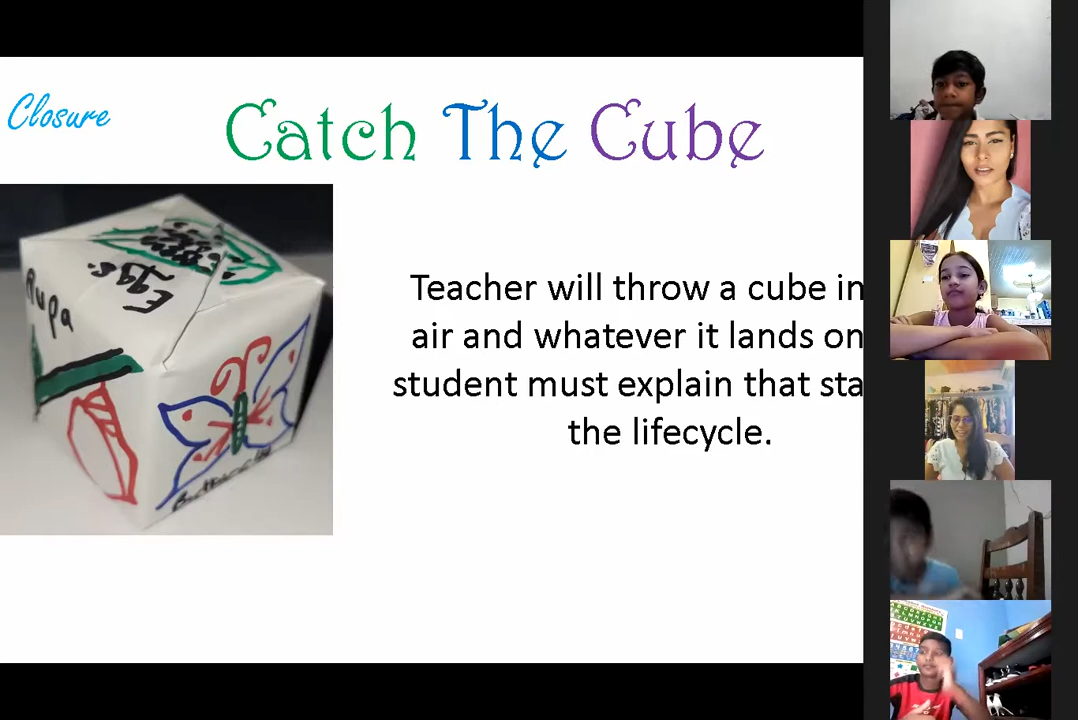 Closure
Catch The Cube
Teacher will throw a cube in
air and whatever it lands on
student must explain that sta
the lifecycle.
Eggs.
Pupa